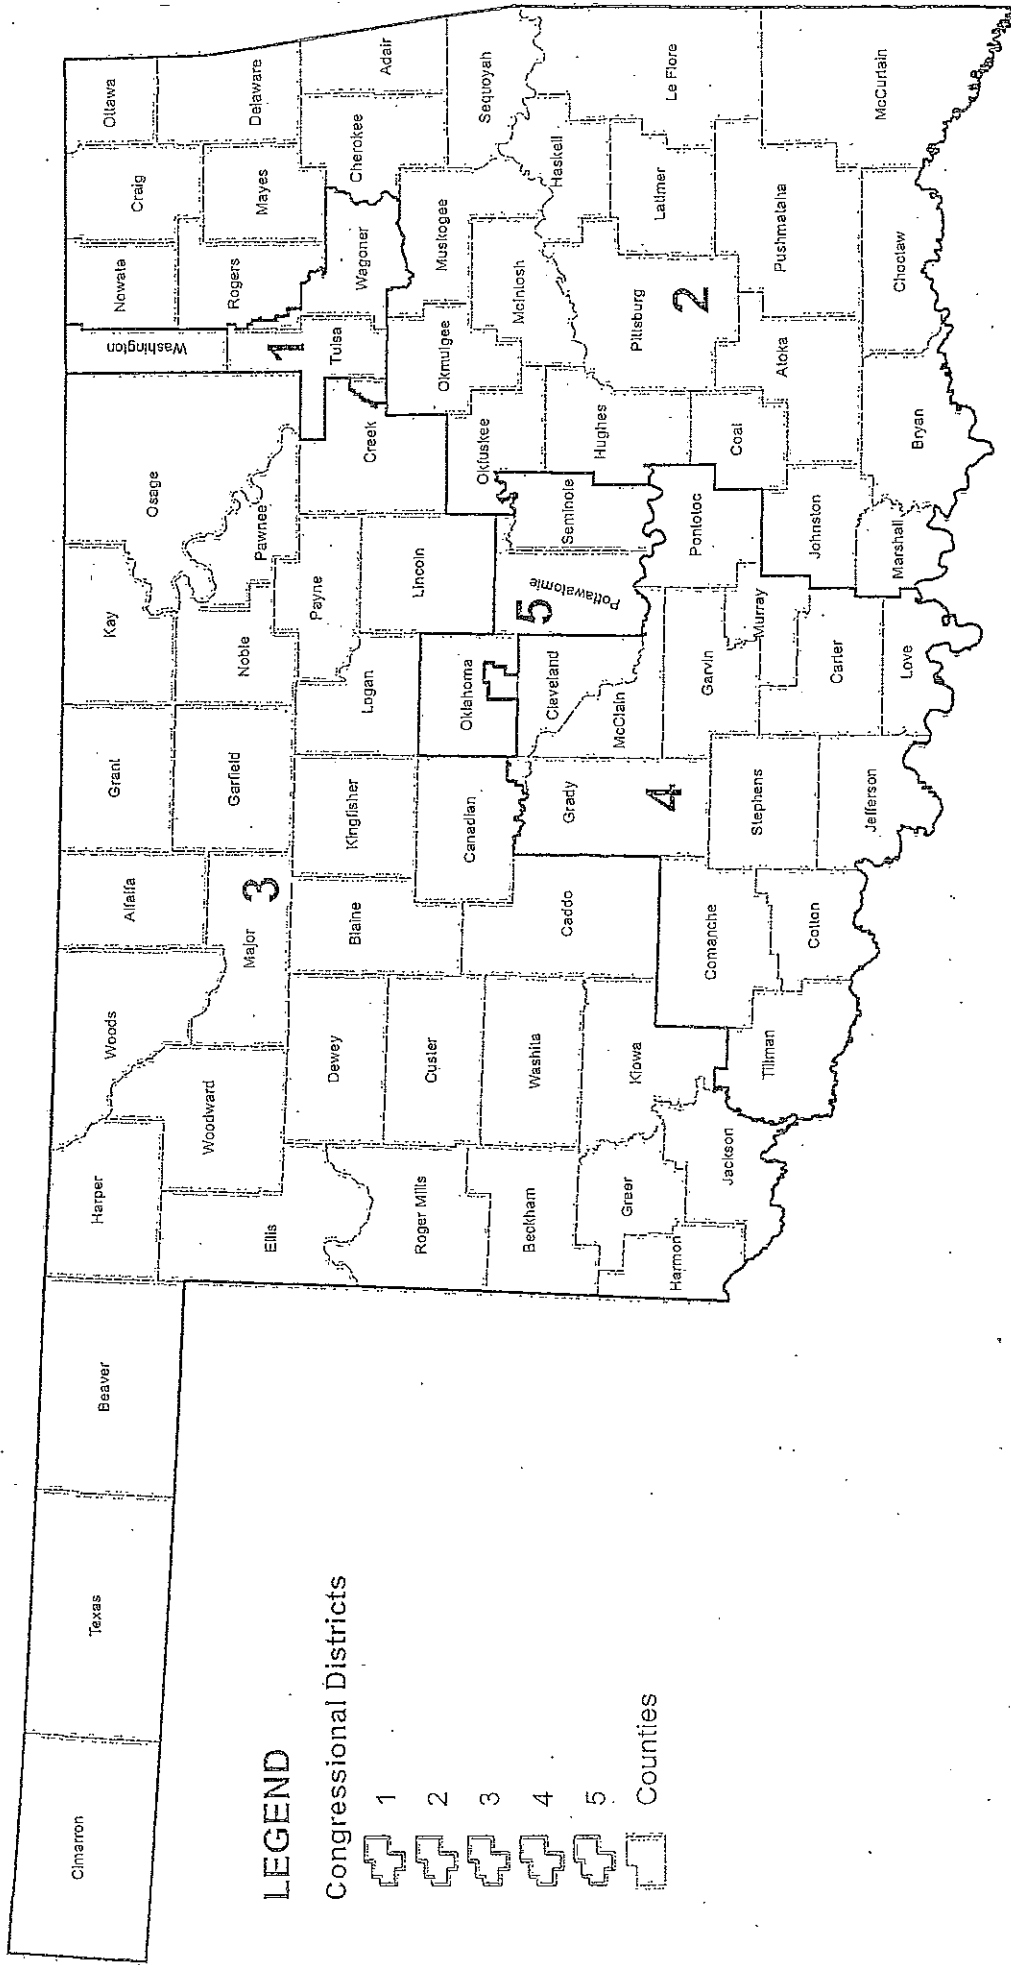 Cimarron
Texas
Beaver
Harper
Woods
Alfalfa
Grant
Kay
Osage
Washington
Nowata
Craig
Ottawa
Ellis
Woodward
Major
3
Garfield
Noble
Pawnee
Rogers
Mayes
Delaware
Dewey
Blaine
Kingfisher
Logan
Payne
Creek
1
Tulsa
Wagoner
Cherokee
Adair
Roger Mills
Custer
Canadian
Oklahoma
Lincoln
Okfuskee
Okmulgee
Muskogee
Sequoyah
Beckham
Washita
Caddo
Grady
Cleveland
McClain
5
Pottawatomie
Seminole
Hughes
McIntosh
Haskell
Greer
Kiowa
Comanche
4
Garvin
Pontotoc
Coal
Pittsburg
2
Latimer
Le Flore
Harmon
Jackson
Tillman
Cotton
Stephens
Murray
Johnston
Atoka
Pushmataha
McCurtain
Jefferson
Carter
Love
Marshall
Bryan
Choctaw
LEGEND
Congressional Districts
1
2
3
4
5
Counties